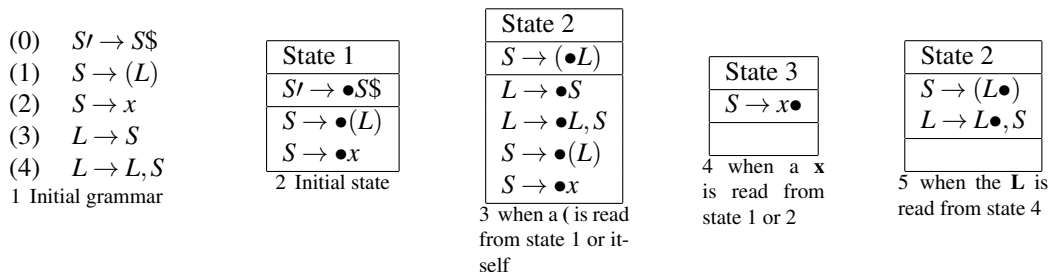 (0) S′ → S$
(1) S → (L)
(2) S → x
(3) L → S
(4) L → L, S
1 Initial grammar
State 1
S′ → •S$
S → •(L)
S → •x
2 Initial state
State 2
S → (•L)
L → •S
L → •L, S
S → •(L)
S → •x
3 when a ( is read
from state 1 or it-
self
State 3
S → x•
4 when a x
is read from
state 1 or 2
State 2
S → (L•)
L → L•, S
5 when the L is
read from state 4